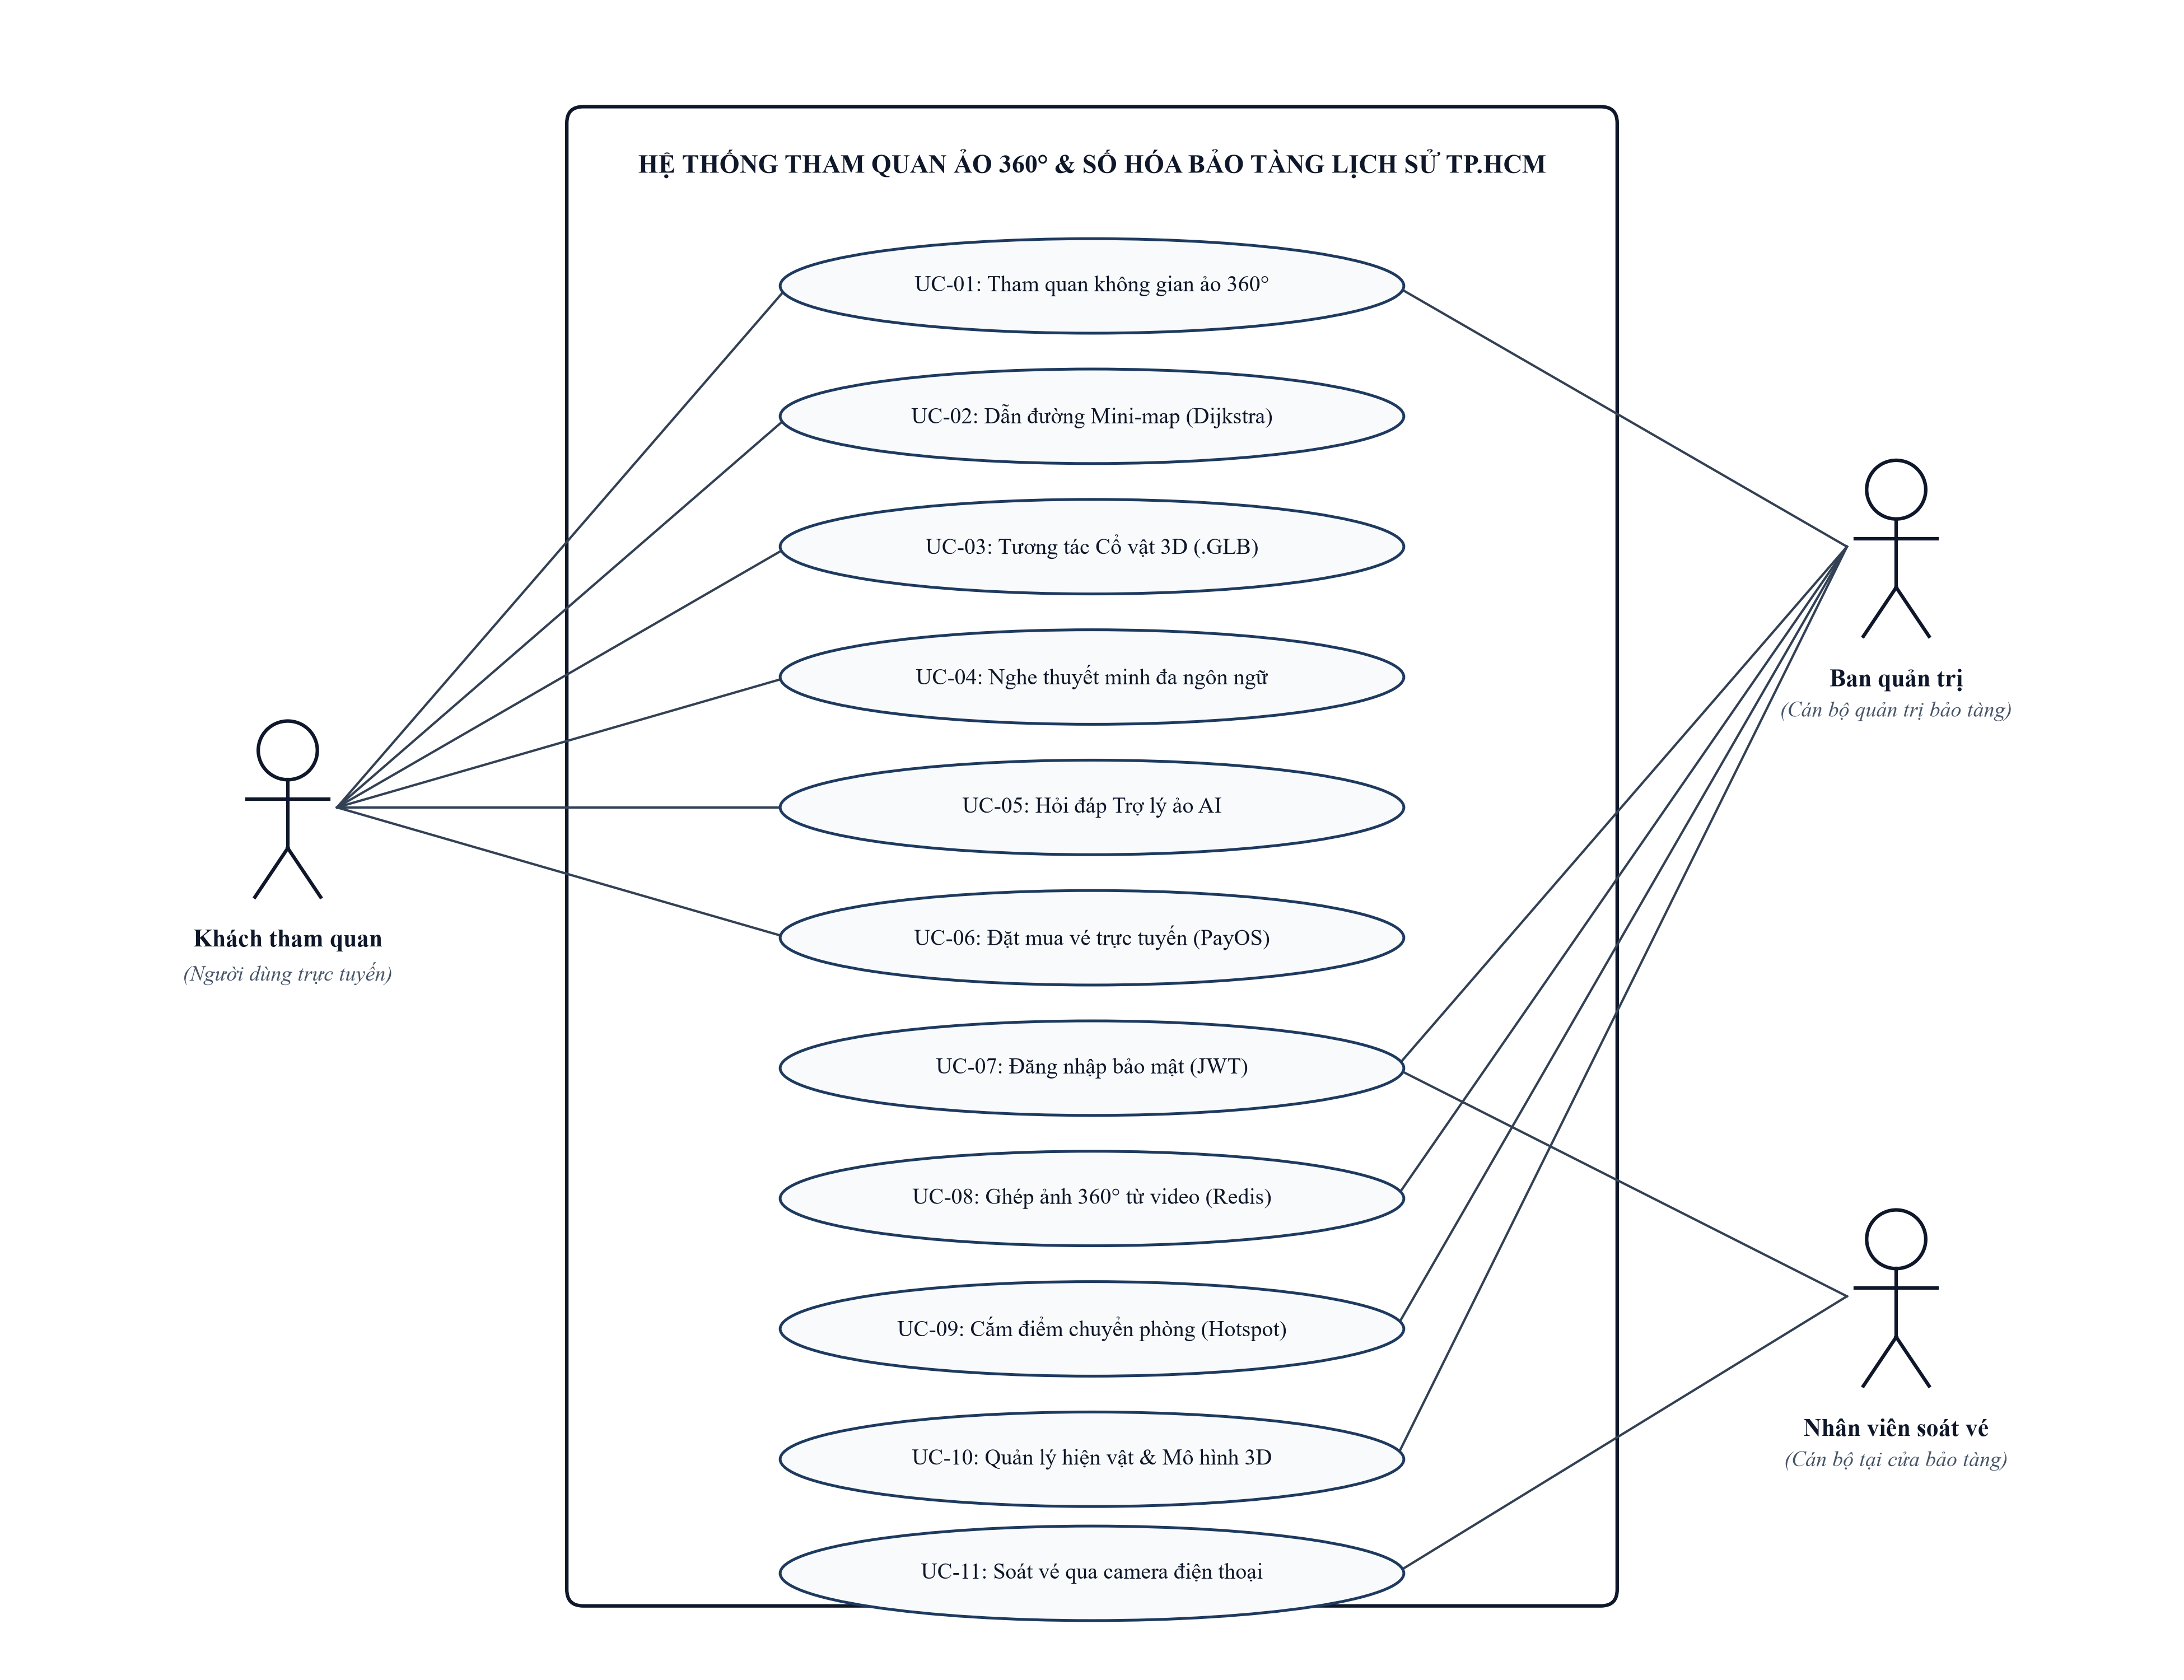 HỆ THỐNG THAM QUAN ẢO 360° & SỐ HÓA BẢO TÀNG LỊCH SỬ TP.HCM
UC-01: Tham quan không gian ảo 360°
UC-02: Dẫn đường Mini-map (Dijkstra)
UC-03: Tương tác Cổ vật 3D (.GLB)
UC-04: Nghe thuyết minh đa ngôn ngữ
UC-05: Hỏi đáp Trợ lý ảo AI
UC-06: Đặt mua vé trực tuyến (PayOS)
UC-07: Đăng nhập bảo mật (JWT)
UC-08: Ghép ảnh 360° từ video (Redis)
UC-09: Cắm điểm chuyển phòng (Hotspot)
UC-10: Quản lý hiện vật & Mô hình 3D
UC-11: Soát vé qua camera điện thoại
Khách tham quan
(Người dùng trực tuyến)
Ban quản trị
(Cán bộ quản trị bảo tàng)
Nhân viên soát vé
(Cán bộ tại cửa bảo tàng)